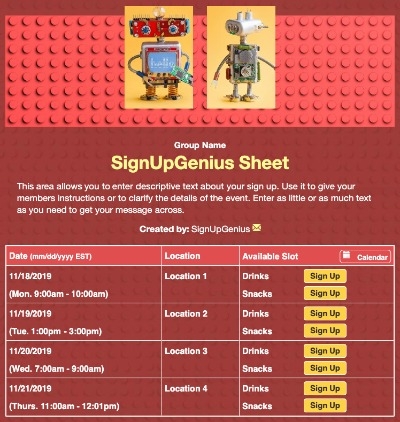 Group Name
SignUpGenius Sheet
This area allows you to enter descriptive text about your sign up. Use it to give your
members instructions or to clarify the details of the event. Enter as little or as much text
as you need to get your message across.
Created by: SignUpGenius
Date (mm/dd/yyyy EST) Location Available Slot Calendar
11/18/2019 Location 1 Drinks Sign Up
(Mon. 9:00am - 10:00am) Snacks Sign Up
11/19/2019 Location 2 Drinks Sign Up
(Tue. 1:00pm - 3:00pm) Snacks Sign Up
11/20/2019 Location 3 Drinks Sign Up
(Wed. 7:00am - 9:00am) Snacks Sign Up
11/21/2019 Location 4 Drinks Sign Up
(Thurs. 11:00am - 12:01pm) Snacks Sign Up